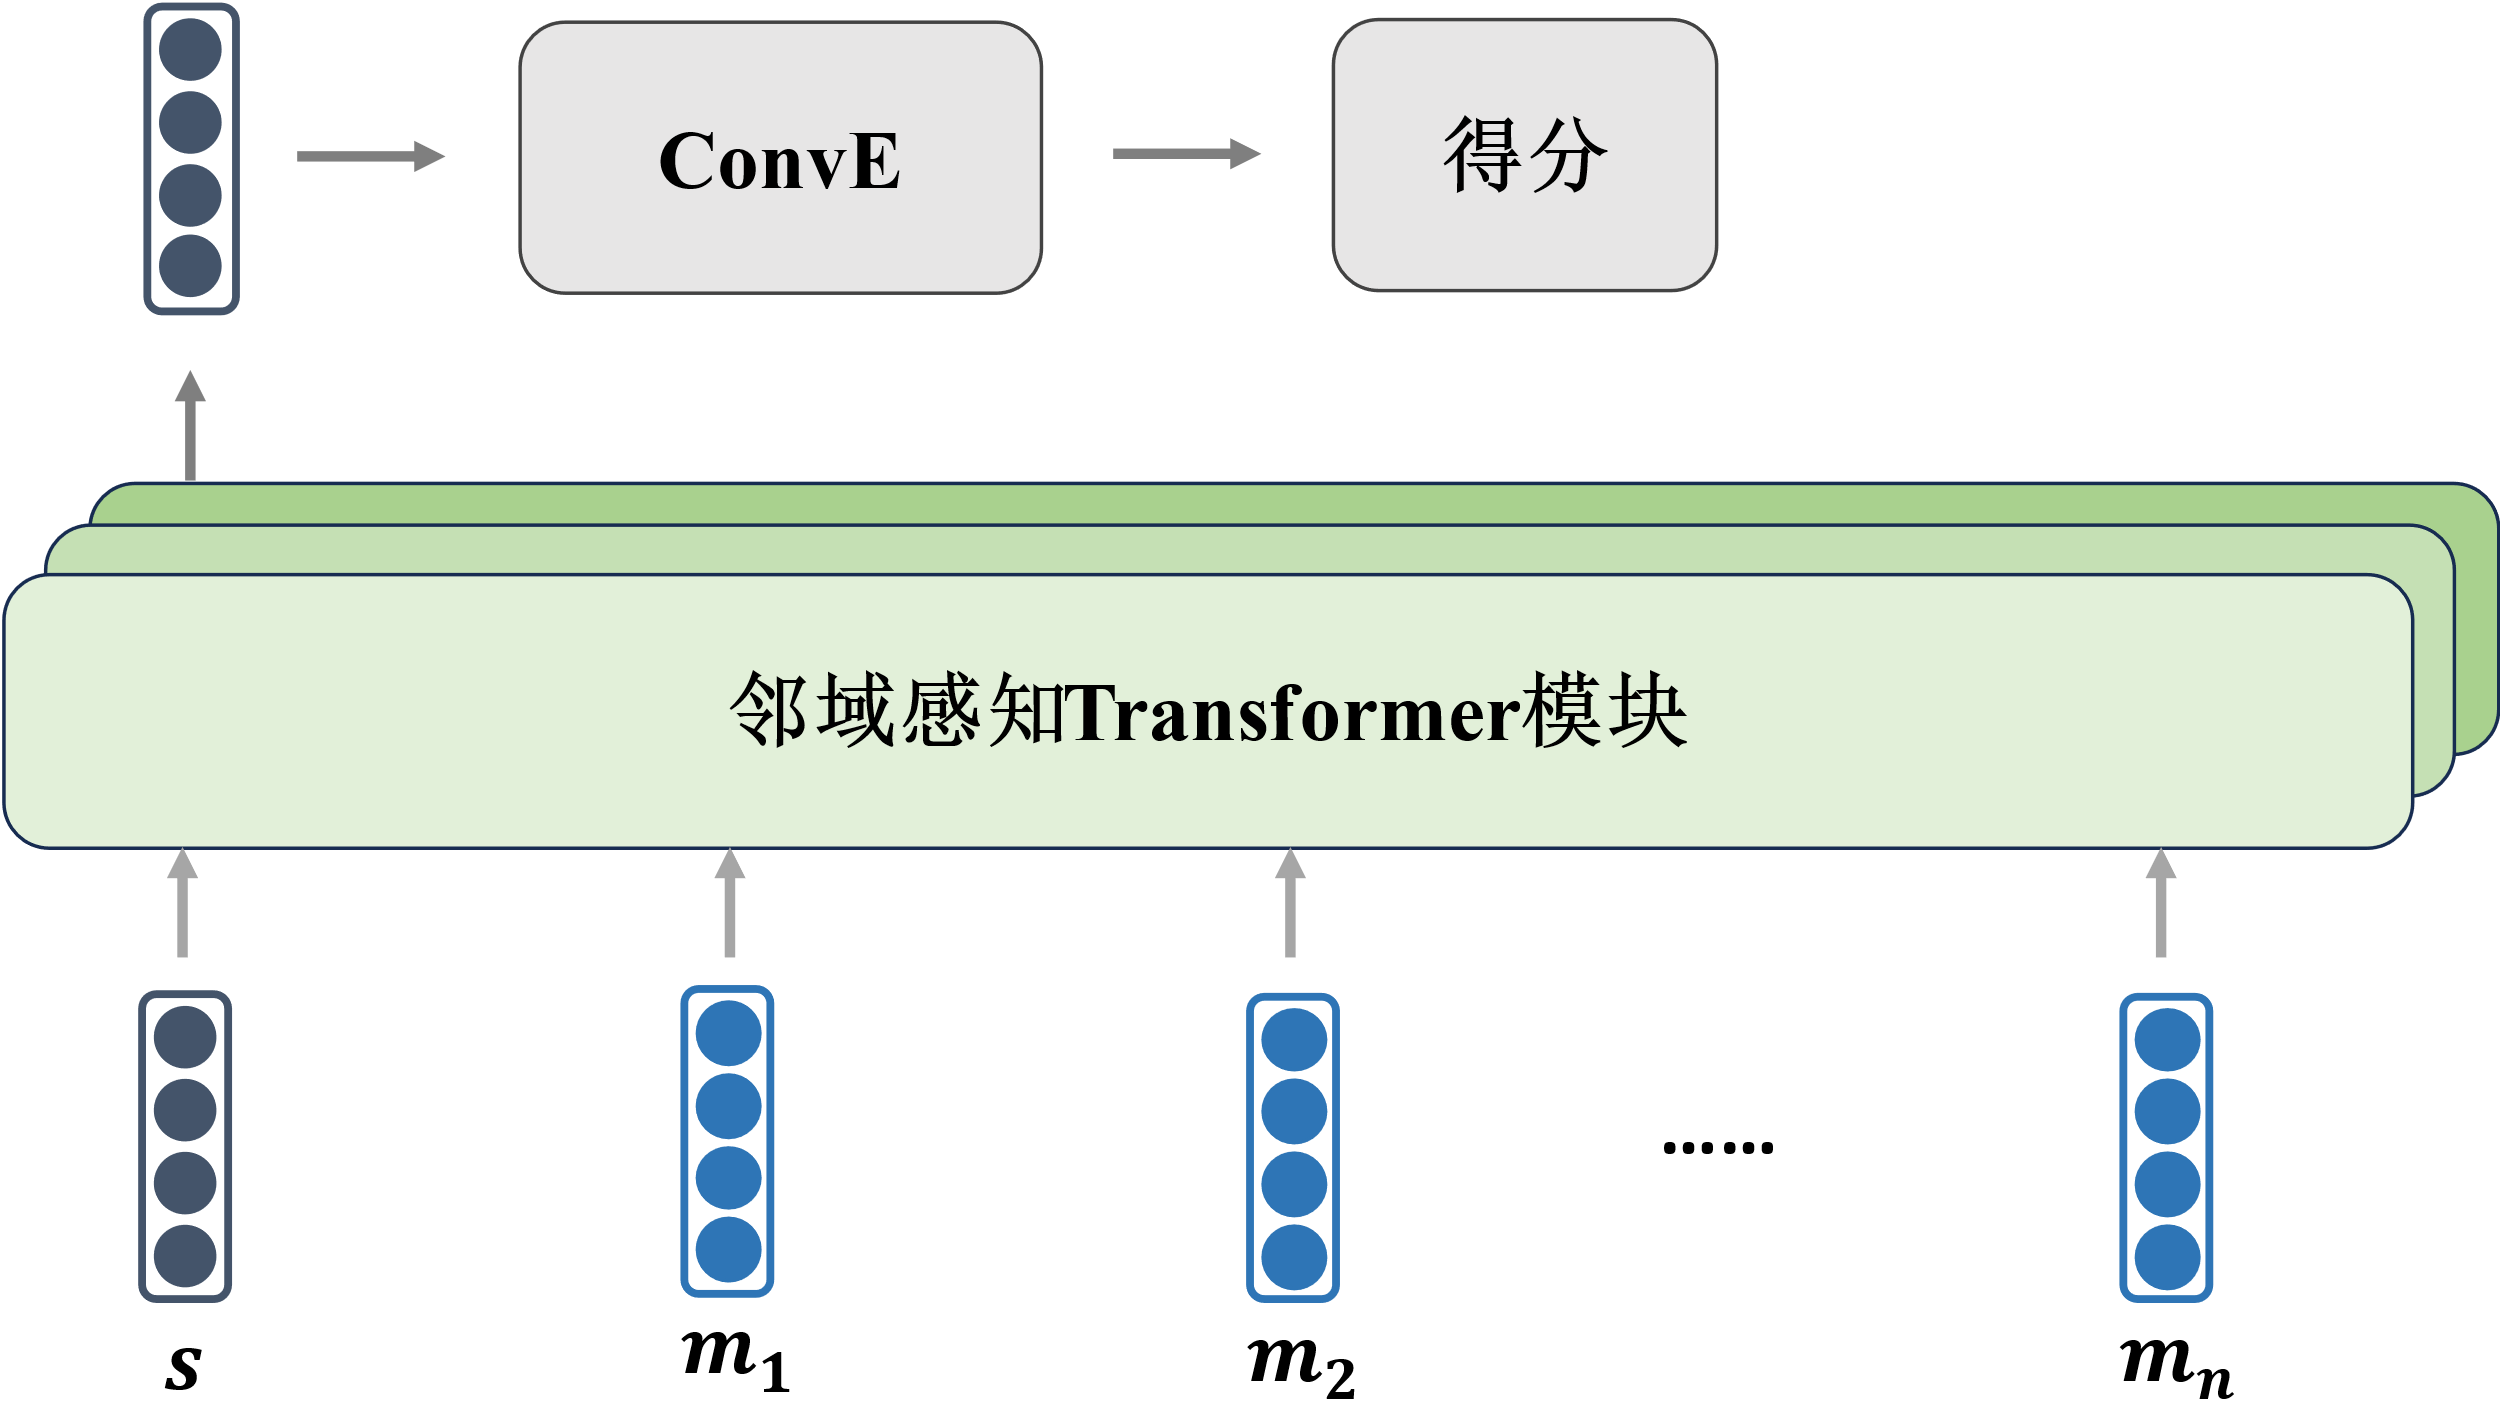 ConvE
得分
邻域感知Transformer模块
……
s
m₁
m₂
mₙ